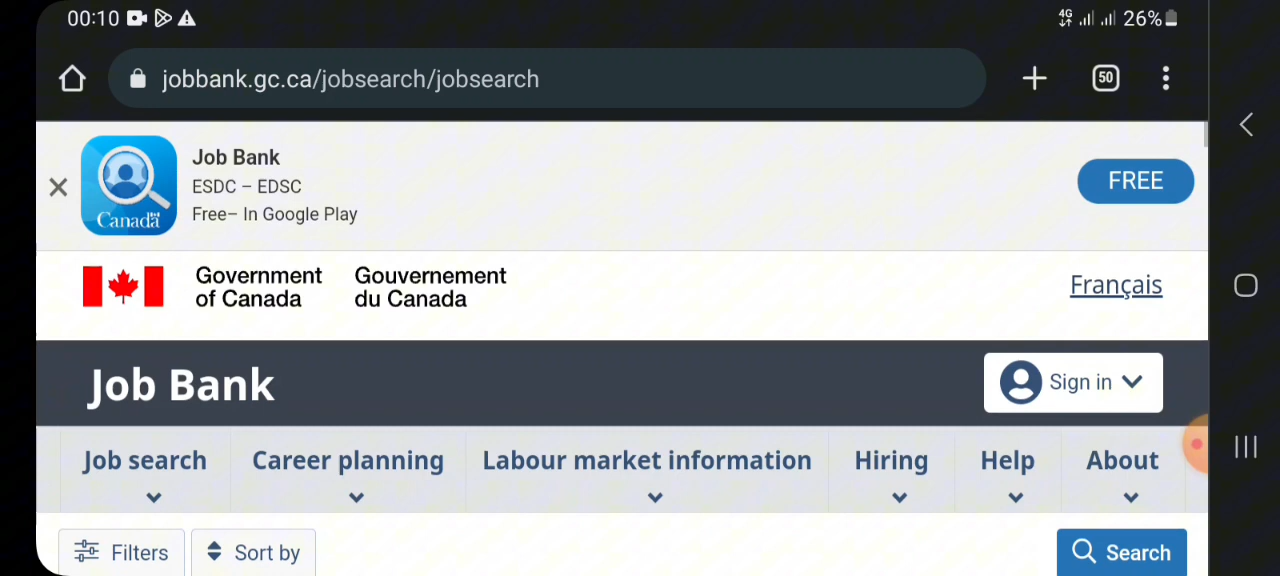 00:10 4G 26%
jobbank.gc.ca/jobsearch/jobsearch 50
Job Bank
ESDC – EDSC
Free– In Google Play
FREE
Canada
Government of Canada
Gouvernement du Canada
Français
Job Bank
Sign in
Job search Career planning Labour market information Hiring Help About
Filters Sort by Search